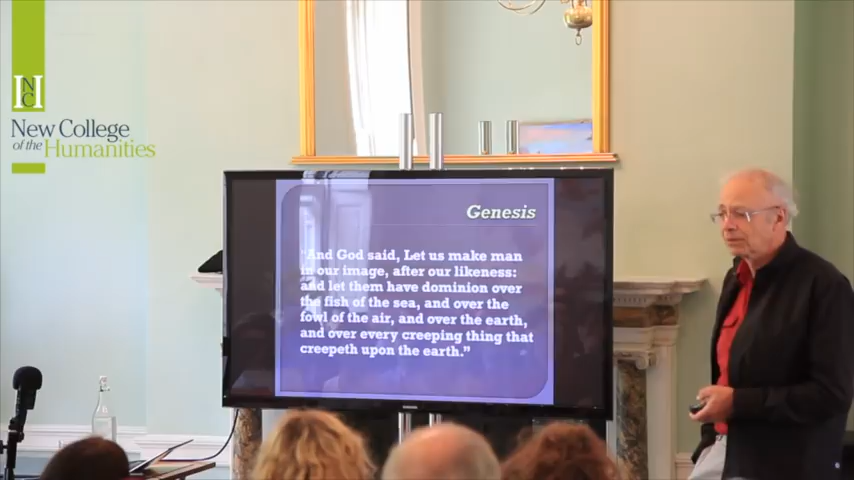 NHC
New College
of the Humanities
Genesis
"And God said, Let us make man
in our image, after our likeness:
and let them have dominion over
the fish of the sea, and over the
fowl of the air, and over the earth,
and over every creeping thing that
creepeth upon the earth."
SAMSUNG